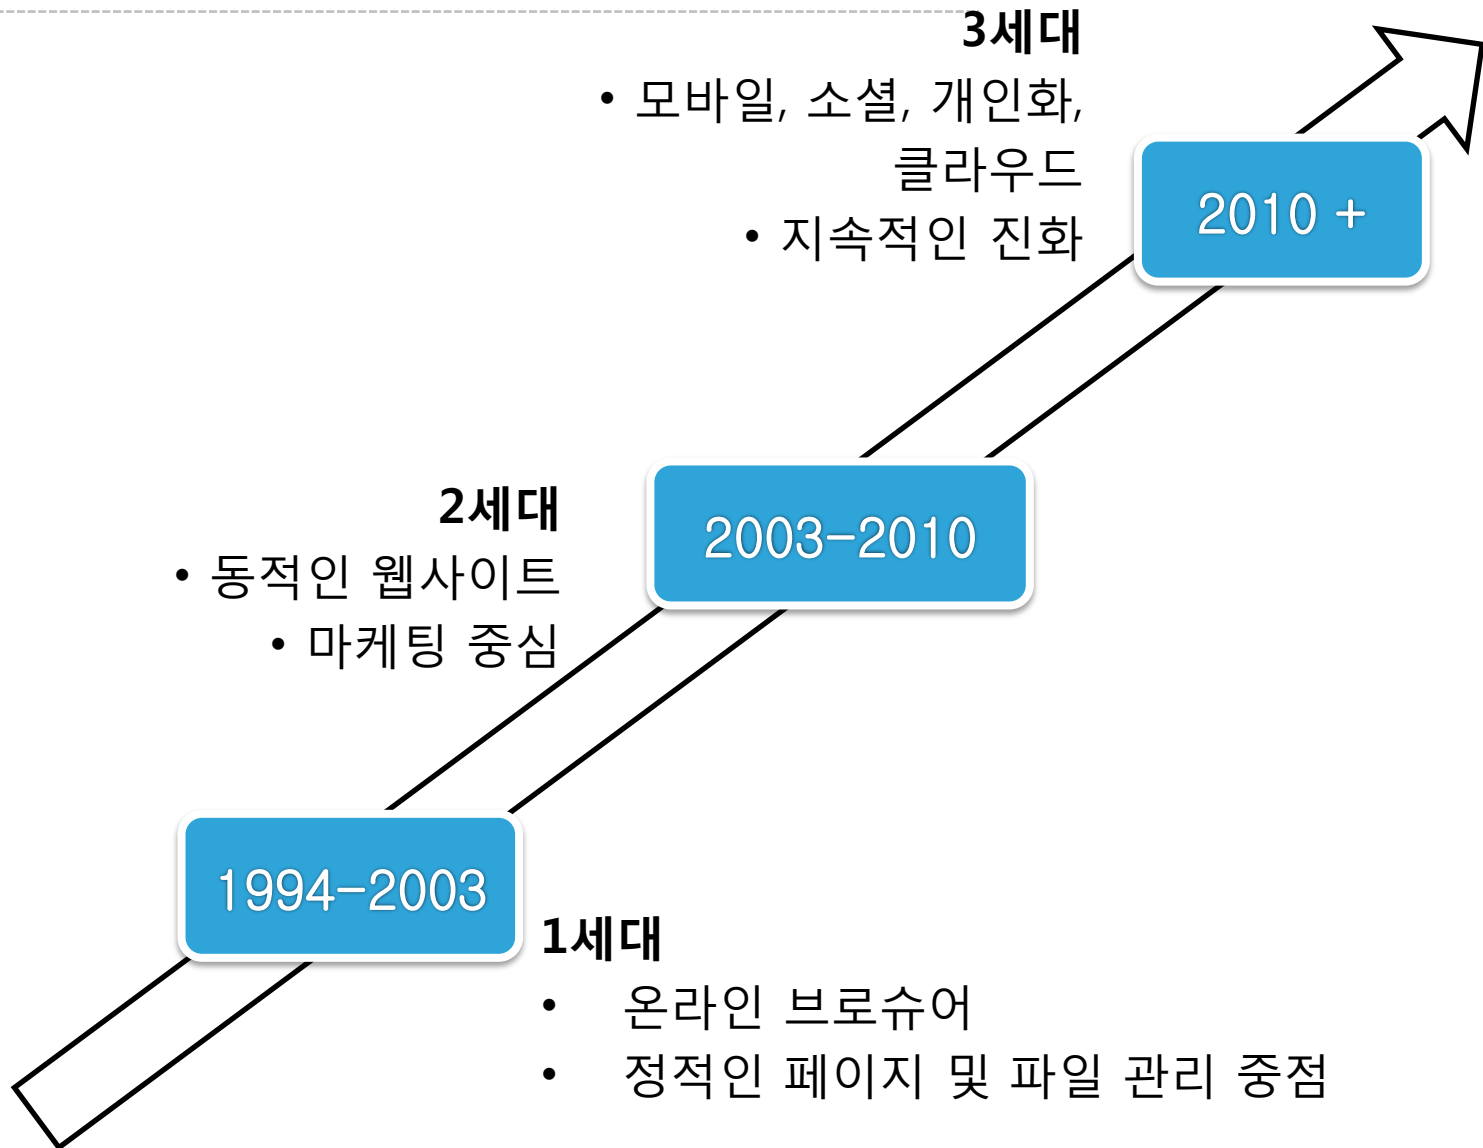 3세대
• 모바일, 소셜, 개인화,
클라우드
• 지속적인 진화
2010 +
2세대
• 동적인 웹사이트
• 마케팅 중심
2003-2010
1994-2003
1세대
• 온라인 브로슈어
• 정적인 페이지 및 파일 관리 중점